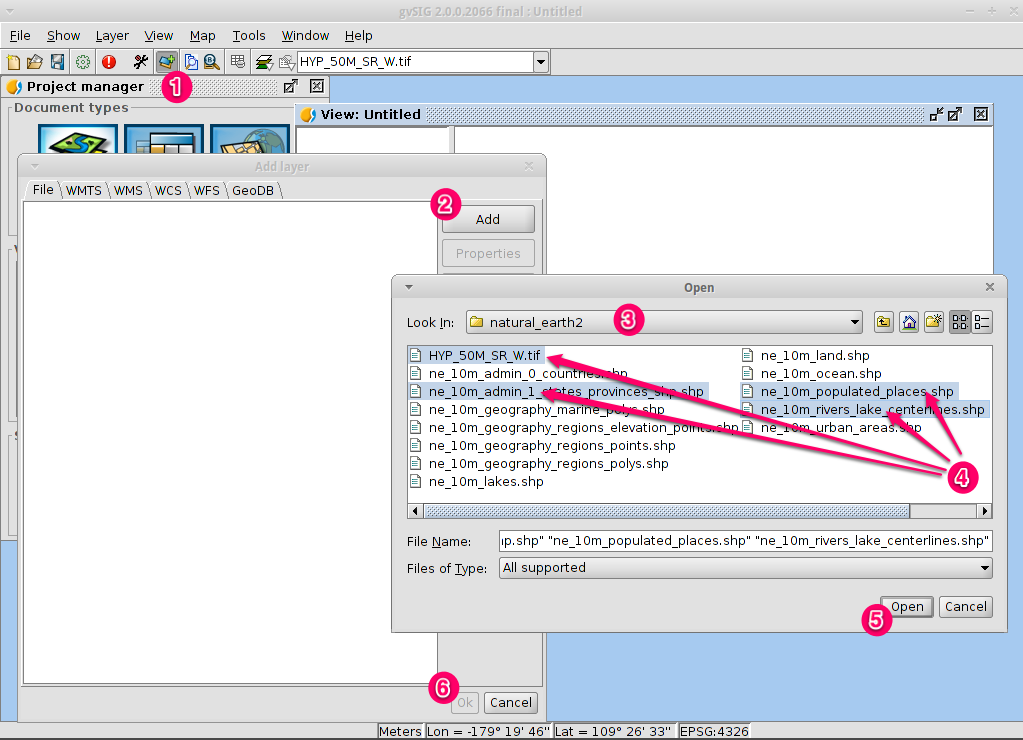 gvSIG 2.0.0.2066 final : Untitled
File Show Layer View Map Tools Window Help
HYP_50M_SR_W.tif
1
Project manager
Document types
View: Untitled
Add layer
File WMTS WMS WCS WFS GeoDB
2
Add
Properties
Open
Look In: natural_earth2 3
HYP_50M_SR_W.tif
ne_10m_admin_0_countries.shp
ne_10m_admin_1_states_provinces_shp.shp
ne_10m_geography_marine_polys.shp
ne_10m_geography_regions_elevation_points.shp
ne_10m_geography_regions_points.shp
ne_10m_geography_regions_polys.shp
ne_10m_lakes.shp
ne_10m_land.shp
ne_10m_ocean.shp
ne_10m_populated_places.shp
ne_10m_rivers_lake_centerlines.shp
ne_10m_urban_areas.shp
4
File Name: ıp.shp" "ne_10m_populated_places.shp" "ne_10m_rivers_lake_centerlines.shp"
Files of Type: All supported
5
Open Cancel
6
Ok Cancel
Meters Lon = -179° 19' 46'' Lat = 109° 26' 33'' EPSG:4326